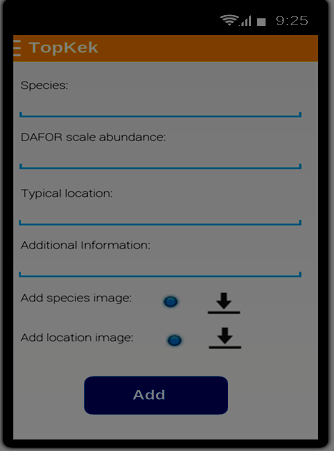 9:25
TopKek
Species:
DAFOR scale abundance:
Typical location:
Additional Information:
Add species image:
Add location image:
Add